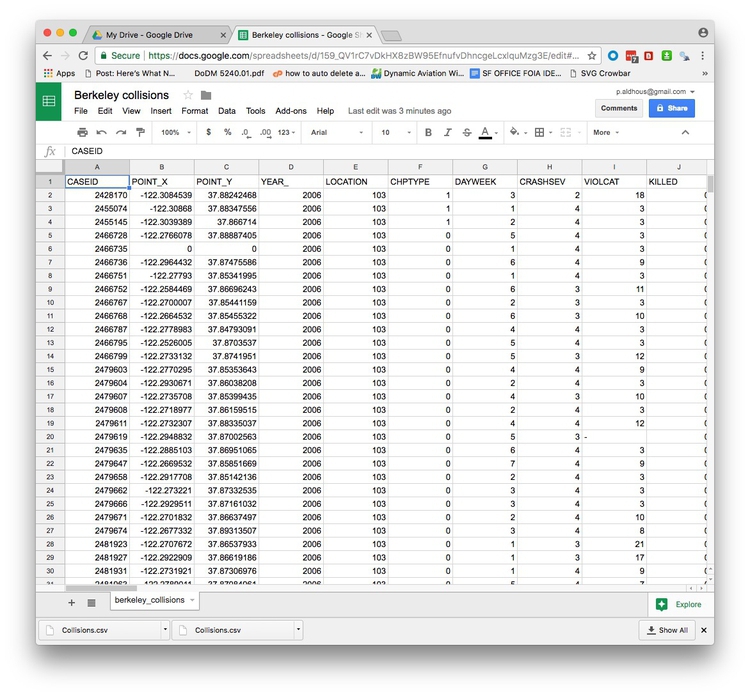 My Drive - Google Drive
Berkeley collisions - Google Sh
Secure https://docs.google.com/spreadsheets/d/159_QV1rC7vDkHX8zBW95EfnufvDhncgeLcxlquMzg3E/edit#...
Apps Post: Here's What N... DoDM 5240.01.pdf how to auto delete a... Dynamic Aviation Wi... SF OFFICE FOIA IDE... SVG Crowbar »
Berkeley collisions
p.aldhous@gmail.com
File Edit View Insert Format Data Tools Add-ons Help Last edit was 3 minutes ago
Comments Share
100% $ % .0 .00 123 Arial 10 B I S A More
fx CASEID
A B C D E F G H I J
1 CASEID POINT_X POINT_Y YEAR_ LOCATION CHPTYPE DAYWEEK CRASHSEV VIOLCAT KILLED
2 2428170 -122.3084539 37.88242468 2006 103 1 3 2 18
3 2455074 -122.30868 37.88347556 2006 103 1 1 4 3
4 2455145 -122.3039389 37.866714 2006 103 1 2 4 3
5 2466728 -122.2766078 37.88887405 2006 103 0 5 4 3
6 2466735 0 0 2006 103 0 1 4 3
7 2466736 -122.2964432 37.87475586 2006 103 0 6 4 9
8 2466751 -122.27793 37.85341995 2006 103 0 1 4 3
9 2466752 -122.2584469 37.86696243 2006 103 0 6 3 11
10 2466767 -122.2700007 37.85441159 2006 103 0 2 3 3
11 2466768 -122.2664532 37.85455322 2006 103 0 6 3 10
12 2466787 -122.2778983 37.84793091 2006 103 0 4 4 3
13 2466795 -122.2526005 37.8703537 2006 103 0 5 4 3
14 2466799 -122.2733132 37.8741951 2006 103 0 5 3 12
15 2479603 -122.2770295 37.85353643 2006 103 0 4 4 9
16 2479604 -122.2930671 37.86038208 2006 103 0 2 4 3
17 2479607 -122.2735708 37.85399435 2006 103 0 4 3 10
18 2479608 -122.2718977 37.86159515 2006 103 0 2 4 3
19 2479611 -122.2732307 37.88335037 2006 103 0 4 4 12
20 2479619 -122.2948832 37.87002563 2006 103 0 5 3 -
21 2479635 -122.2885103 37.86951065 2006 103 0 6 4 3
22 2479647 -122.2669532 37.85851669 2006 103 0 7 4 9
23 2479658 -122.2917708 37.85142136 2006 103 0 2 4 3
24 2479662 -122.273221 37.87332535 2006 103 0 3 4 3
25 2479666 -122.2929511 37.87161032 2006 103 0 3 4 3
26 2479671 -122.2701832 37.86637497 2006 103 0 2 4 10
27 2479674 -122.2677332 37.89313507 2006 103 0 3 4 8
28 2481923 -122.2707672 37.86537933 2006 103 0 1 3 21
29 2481927 -122.2922909 37.86619186 2006 103 0 1 3 17
30 2481931 -122.2731921 37.87306976 2006 103 0 1 4 9
berkeley_collisions
Explore
Collisions.csv Collisions.csv Show All